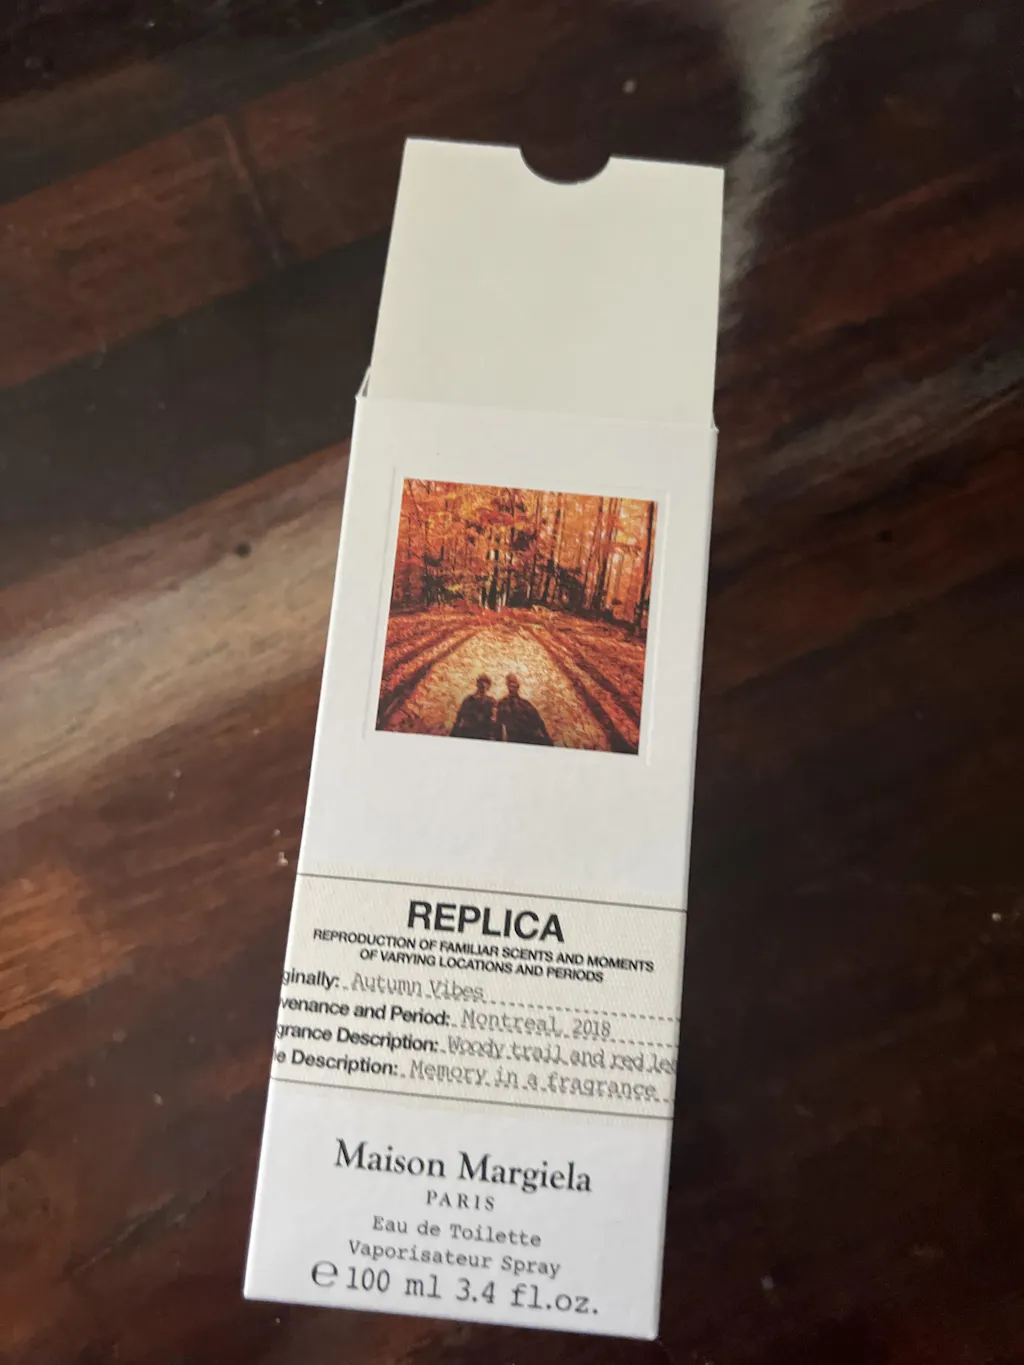 REPLICA
REPRODUCTION OF FAMILIAR SCENTS AND MOMENTS
OF VARYING LOCATIONS AND PERIODS
ginally: Autumn Vibes
venance and Period: Montreal, 2018
grance Description: Woody trail and red
e Description: Memory in a fragrance
Maison Margiela
PARIS
Eau de Toilette
Vaporisateur Spray
℮ 100 ml 3.4 fl.oz.